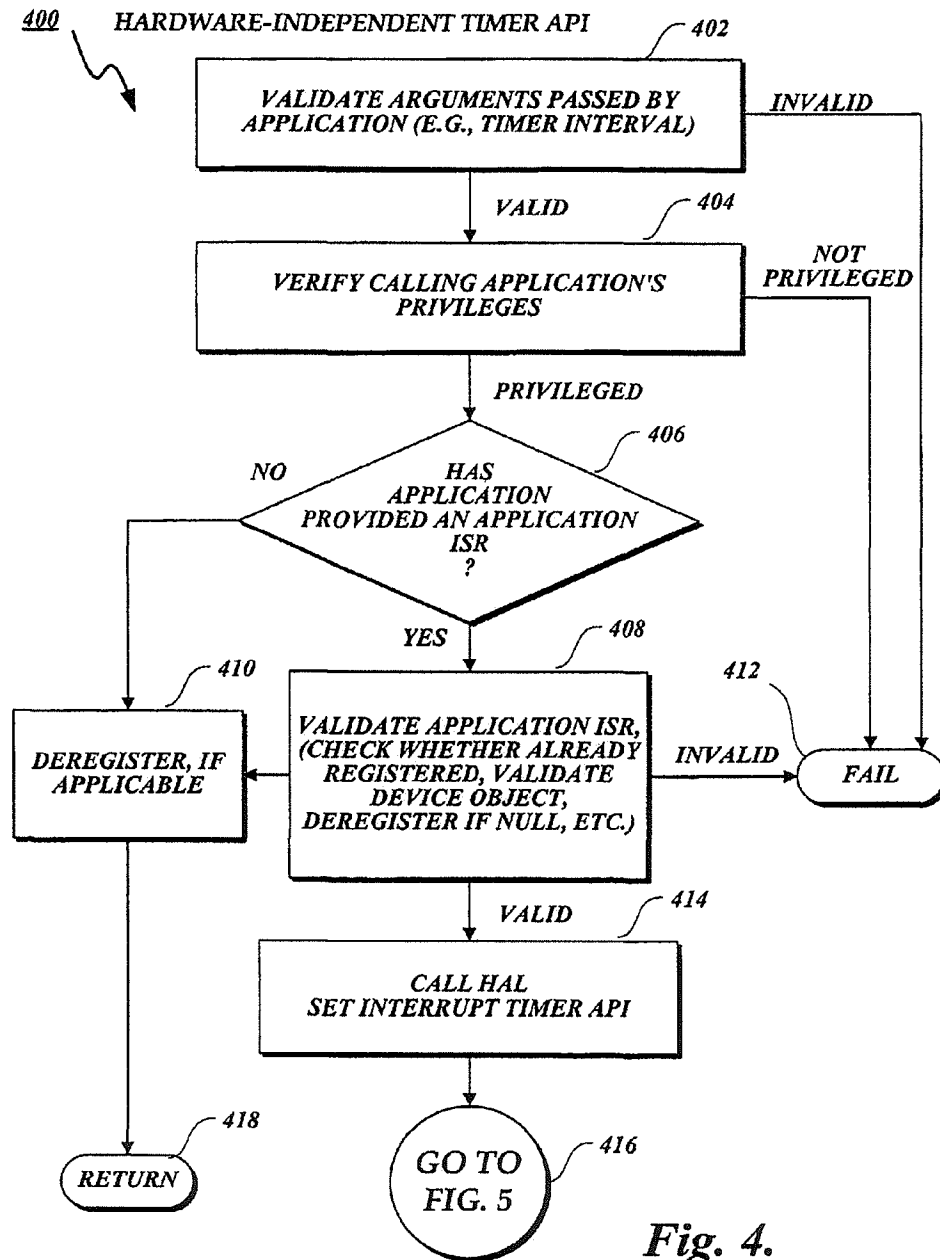 400 HARDWARE-INDEPENDENT TIMER API
402
VALIDATE ARGUMENTS PASSED BY
APPLICATION (E.G., TIMER INTERVAL)
INVALID
VALID
404
VERIFY CALLING APPLICATION'S
PRIVILEGES
NOT
PRIVILEGED
PRIVILEGED
406
NO
HAS
APPLICATION
PROVIDED AN APPLICATION
ISR
?
YES
408
410
412
DEREGISTER, IF
APPLICABLE
VALIDATE APPLICATION ISR,
(CHECK WHETHER ALREADY
REGISTERED, VALIDATE
DEVICE OBJECT,
DEREGISTER IF NULL, ETC.)
INVALID
FAIL
VALID
414
CALL HAL
SET INTERRUPT TIMER API
418
RETURN
GO TO
FIG. 5
416
Fig. 4.